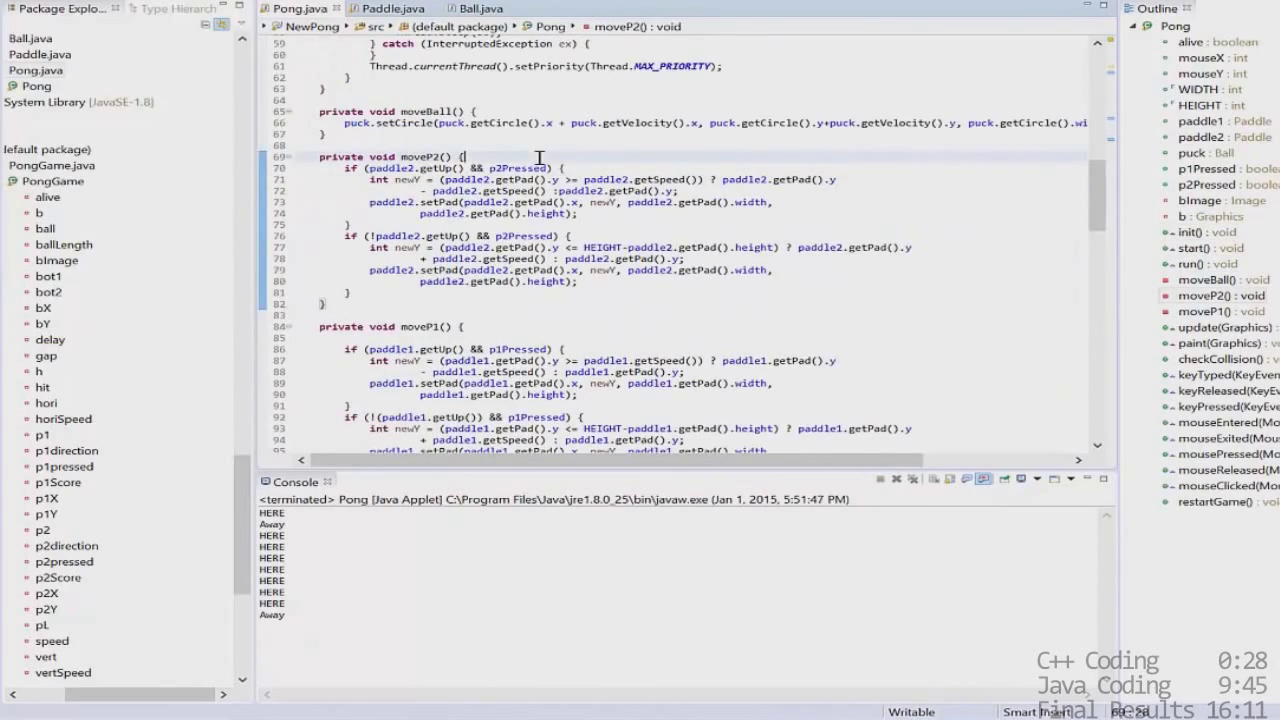 Package Explo...
Type Hierarch
Ball.java
Paddle.java
Pong.java
Pong
System Library [JavaSE-1.8]
default package)
PongGame.java
PongGame
alive
b
ball
ballLength
bImage
bot1
bot2
bX
bY
delay
gap
h
hit
hori
horiSpeed
p1
p1direction
p1pressed
p1Score
p1X
p1Y
p2
p2direction
p2pressed
p2Score
p2X
p2Y
pL
speed
vert
vertSpeed
Pong.java Paddle.java Ball.java
NewPong src (default package) Pong moveP2() : void
59 } catch (InterruptedException ex) {
60 }
61 Thread.currentThread().setPriority(Thread.MAX_PRIORITY);
62 }
63 }
64
65 private void moveBall() {
66 puck.setCircle(puck.getCircle().x + puck.getVelocity().x, puck.getCircle().y+puck.getVelocity().y, puck.getCircle().wi
67 }
68
69 private void moveP2() {
70 if (paddle2.getUp() && p2Pressed) {
71 int newY = (paddle2.getPad().y >= paddle2.getSpeed()) ? paddle2.getPad().y
72 - paddle2.getSpeed() :paddle2.getPad().y;
73 paddle2.setPad(paddle2.getPad().x, newY, paddle2.getPad().width,
74 paddle2.getPad().height);
75 }
76 if (!paddle2.getUp() && p2Pressed) {
77 int newY = (paddle2.getPad().y <= HEIGHT-paddle2.getPad().height) ? paddle2.getPad().y
78 + paddle2.getSpeed() : paddle2.getPad().y;
79 paddle2.setPad(paddle2.getPad().x, newY, paddle2.getPad().width,
80 paddle2.getPad().height);
81 }
82 }
83
84 private void moveP1() {
85
86 if (paddle1.getUp() && p1Pressed) {
87 int newY = (paddle1.getPad().y >= paddle1.getSpeed()) ? paddle1.getPad().y
88 - paddle1.getSpeed() : paddle1.getPad().y;
89 paddle1.setPad(paddle1.getPad().x, newY, paddle1.getPad().width,
90 paddle1.getPad().height);
91 }
92 if (!(paddle1.getUp()) && p1Pressed) {
93 int newY = (paddle1.getPad().y <= HEIGHT-paddle1.getPad().height) ? paddle1.getPad().y
94 + paddle1.getSpeed() : paddle1.getPad().y;
95 paddle1.setPad(paddle1.getPad().x, newY, paddle1.getPad().width,
Console
<terminated> Pong [Java Applet] C:\Program Files\Java\jre1.8.0_25\bin\javaw.exe (Jan 1, 2015, 5:51:47 PM)
HERE
Away
HERE
HERE
HERE
HERE
HERE
HERE
HERE
Away
Outline
Pong
alive : boolean
mouseX : int
mouseY : int
WIDTH : int
HEIGHT : int
paddle1 : Paddle
paddle2 : Paddle
puck : Ball
p1Pressed : boolean
p2Pressed : boolean
bImage : Image
b : Graphics
init() : void
start() : void
run() : void
moveBall() : void
moveP2() : void
moveP1() : void
update(Graphics) :
paint(Graphics) : void
checkCollision() : void
keyTyped(KeyEven
keyReleased(KeyEv
keyPressed(KeyEve
mouseEntered(Mo
mouseExited(Mou
mousePressed(Mo
mouseReleased(M
mouseClicked(Mou
restartGame() : void
C++ Coding 0:28
Java Coding 9:45
Final Results 16:11
Writable Smart Insert